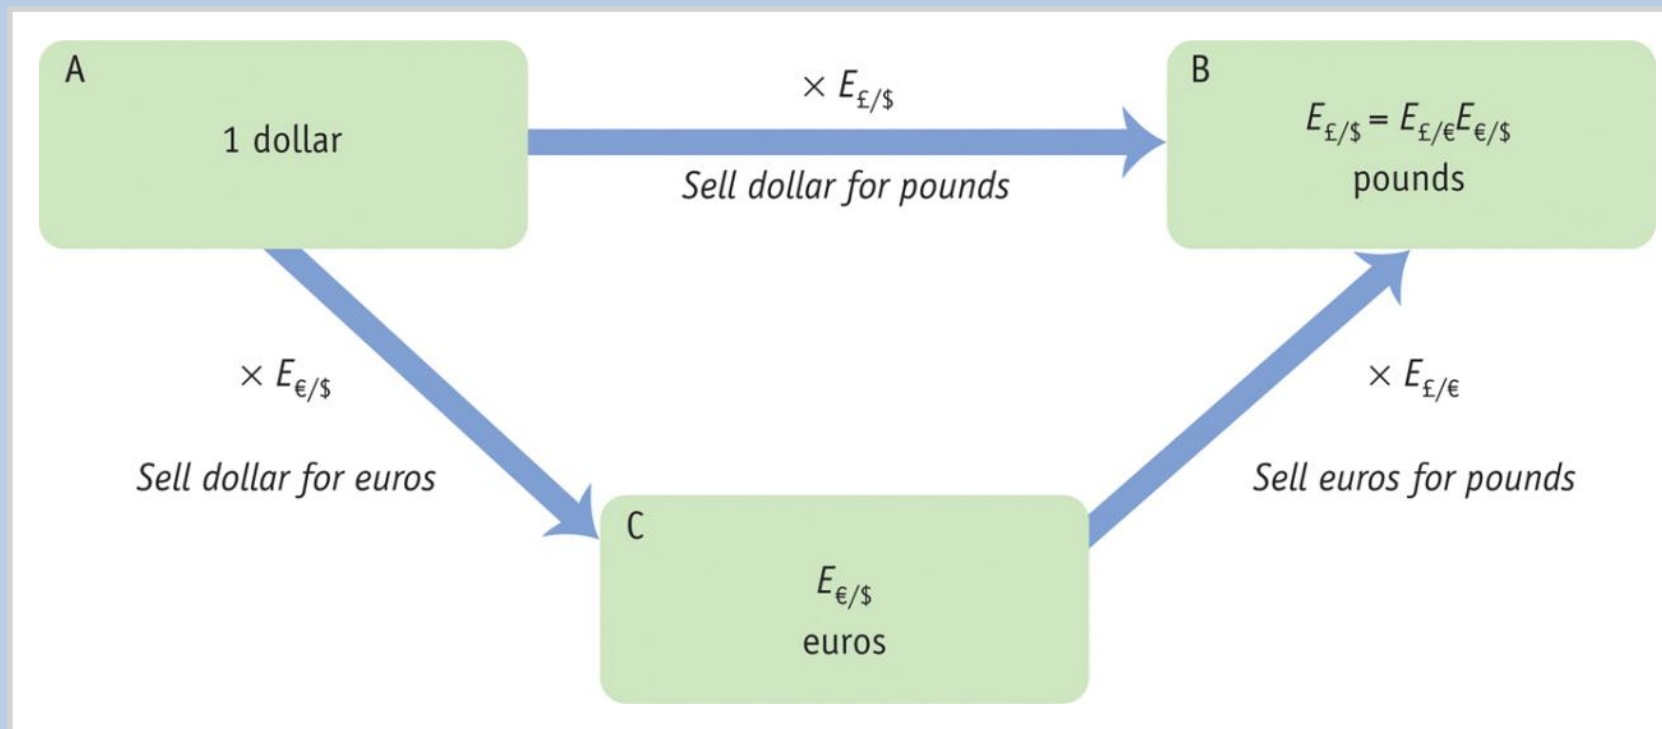 A
1 dollar
× E£/$
Sell dollar for pounds
B
E£/$ = E£/€E€/$
pounds
× E€/$
Sell dollar for euros
× E£/€
Sell euros for pounds
C
E€/$
euros